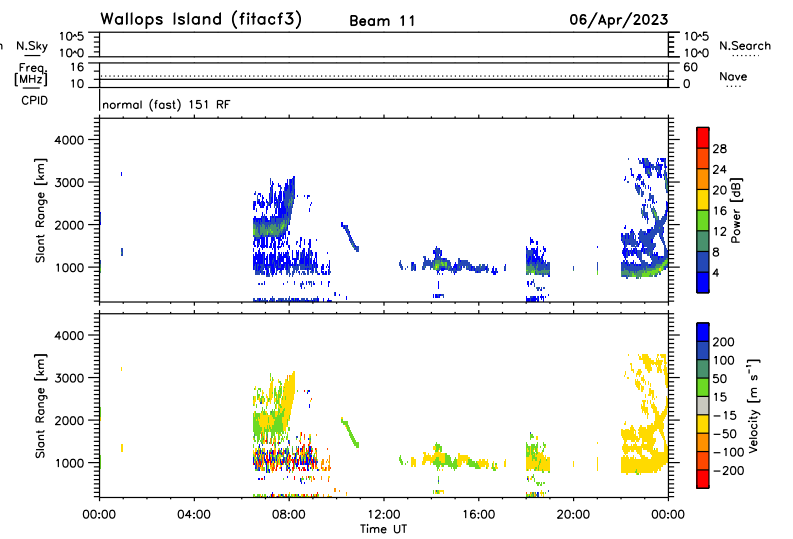 Wallops Island (fitacf3) Beam 11 06/Apr/2023
h N.Sky 10^5 10^5 N.Search
10^0 10^0
Freq. 16 60 Nave
[MHz] 10 0
CPID normal (fast) 151 RF
4000
3000
2000
1000
Slant Range [km]
28
24
20
16
12
8
4
Power [dB]
4000
3000
2000
1000
Slant Range [km]
200
100
50
15
-15
-50
-100
-200
Velocity [m s⁻¹]
00:00 04:00 08:00 12:00 16:00 20:00 00:00
Time UT